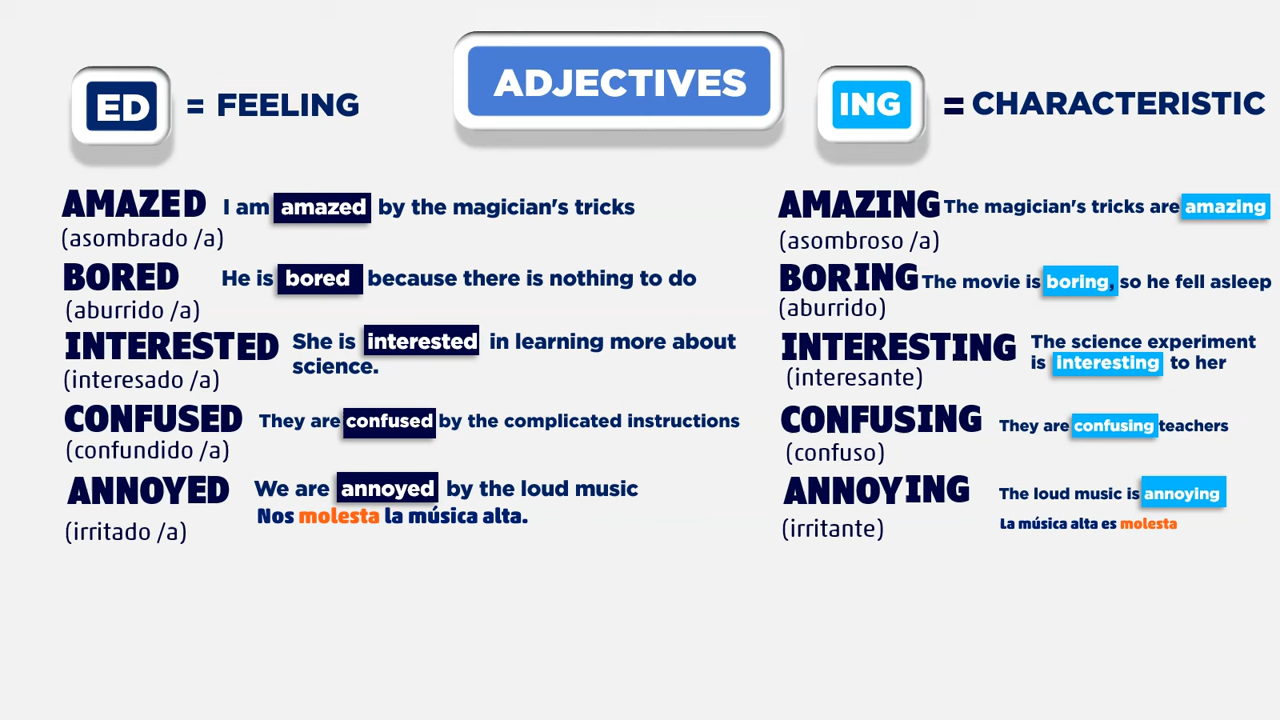 ADJECTIVES
ED = FEELING
AMAZED I am amazed by the magician's tricks
(asombrado /a)
BORED He is bored because there is nothing to do
(aburrido /a)
INTERESTED She is interested in learning more about
science.
(interesado /a)
CONFUSED They are confused by the complicated instructions
(confundido /a)
ANNOYED We are annoyed by the loud music
Nos molesta la música alta.
(irritado /a)
ING = CHARACTERISTIC
AMAZING The magician's tricks are amazing
(asombroso /a)
BORING The movie is boring, so he fell asleep
(aburrido)
INTERESTING The science experiment
is interesting to her
(interesante)
CONFUSING They are confusing teachers
(confuso)
ANNOYING The loud music is annoying
La música alta es molesta
(irritante)